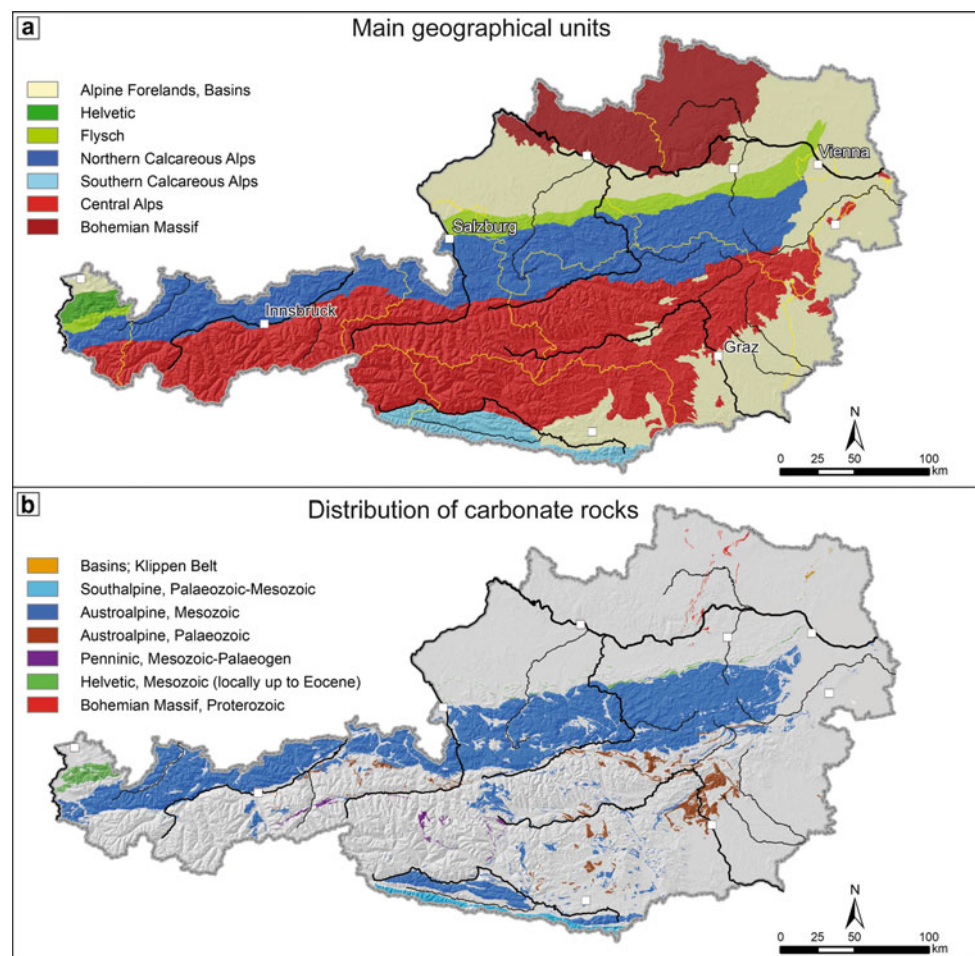 a
Main geographical units
Alpine Forelands, Basins
Helvetic
Flysch
Northern Calcareous Alps
Southern Calcareous Alps
Central Alps
Bohemian Massif
Vienna
Salzburg
Innsbruck
Graz
N
0 25 50 100
km
b
Distribution of carbonate rocks
Basins; Klippen Belt
Southalpine, Palaeozoic-Mesozoic
Austroalpine, Mesozoic
Austroalpine, Palaeozoic
Penninic, Mesozoic-Palaeogen
Helvetic, Mesozoic (locally up to Eocene)
Bohemian Massif, Proterozoic
N
0 25 50 100
km